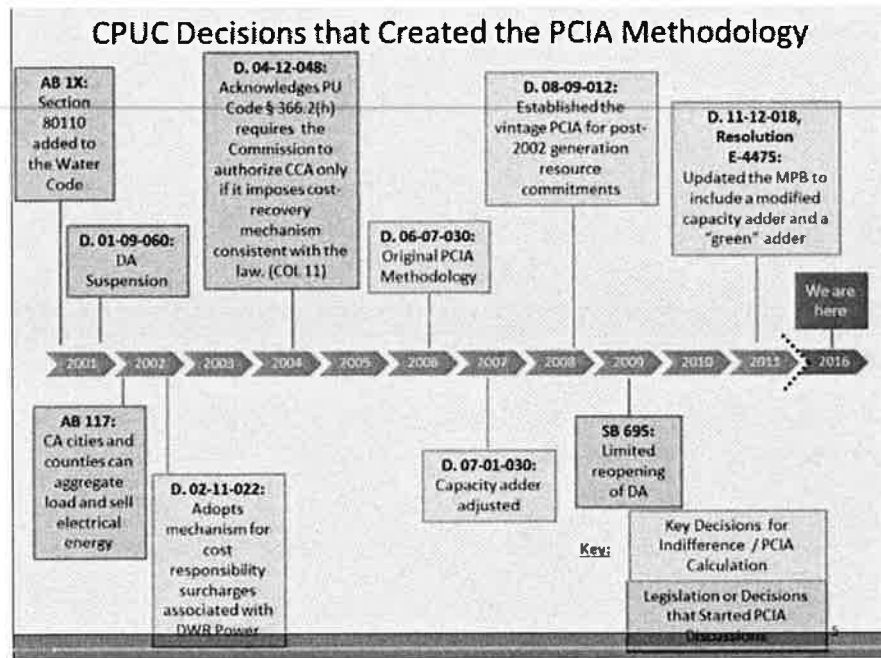 CPUC Decisions that Created the PCIA Methodology
AB 1X:
Section
80110
added to
the Water
Code
D. 01-09-060:
DA
Suspension
D. 04-12-048:
Acknowledges PU
Code § 366.2(h)
requires the
Commission to
authorize CCA only
if it imposes cost-
recovery
mechanism
consistent with the
law. (COL 11)
D. 06-07-030:
Original PCIA
Methodology
D. 08-09-012:
Established the
vintage PCIA for post-
2002 generation
resource
commitments
D. 11-12-018,
Resolution
E-4475:
Updated the MPB to
include a modified
capacity adder and a
"green" adder
We are
here
2001 2002 2003 2004 2005 2006 2007 2008 2009 2010 2011 2016
AB 117:
CA cities and
counties can
aggregate
load and sell
electrical
energy
D. 02-11-022:
Adopts
mechanism for
cost
responsibility
surcharges
associated with
DWR Power
D. 07-01-030:
Capacity adder
adjusted
SB 695:
Limited
reopening
of DA
Key:
Key Decisions for
Indifference / PCIA
Calculation
Legislation or Decisions
that Started PCIA
Discussions
5